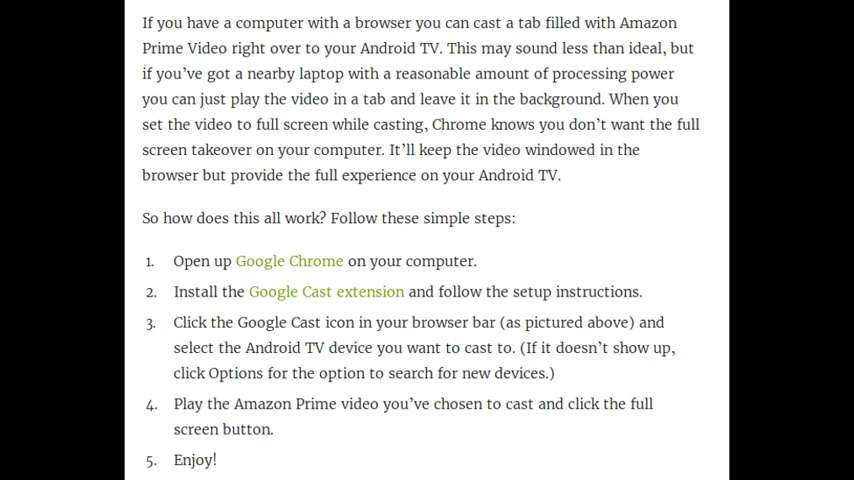 If you have a computer with a browser you can cast a tab filled with Amazon
Prime Video right over to your Android TV. This may sound less than ideal, but
if you’ve got a nearby laptop with a reasonable amount of processing power
you can just play the video in a tab and leave it in the background. When you
set the video to full screen while casting, Chrome knows you don’t want the full
screen takeover on your computer. It’ll keep the video windowed in the
browser but provide the full experience on your Android TV.
So how does this all work? Follow these simple steps:
1. Open up Google Chrome on your computer.
2. Install the Google Cast extension and follow the setup instructions.
3. Click the Google Cast icon in your browser bar (as pictured above) and
select the Android TV device you want to cast to. (If it doesn’t show up,
click Options for the option to search for new devices.)
4. Play the Amazon Prime video you’ve chosen to cast and click the full
screen button.
5. Enjoy!